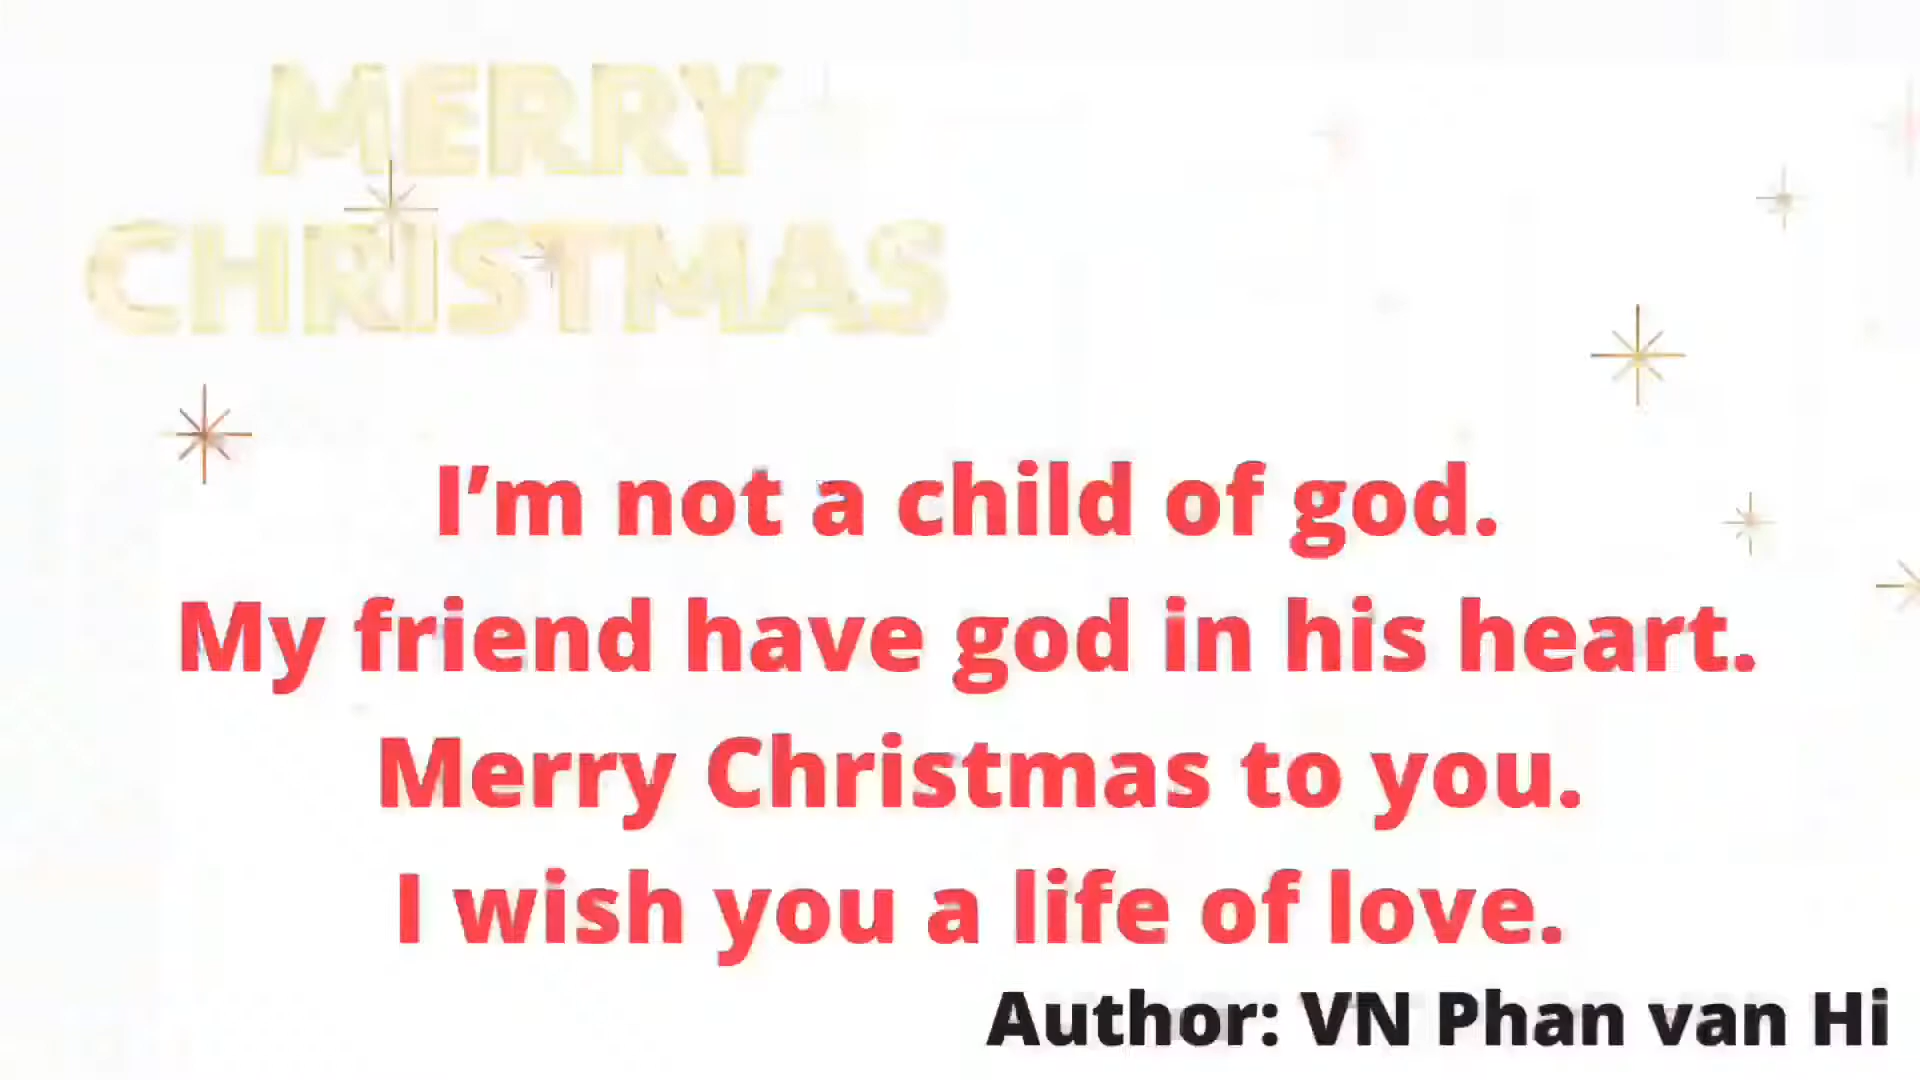 MERRY
CHRISTMAS
I’m not a child of god.
My friend have god in his heart.
Merry Christmas to you.
I wish you a life of love.
Author: VN Phan van Hi